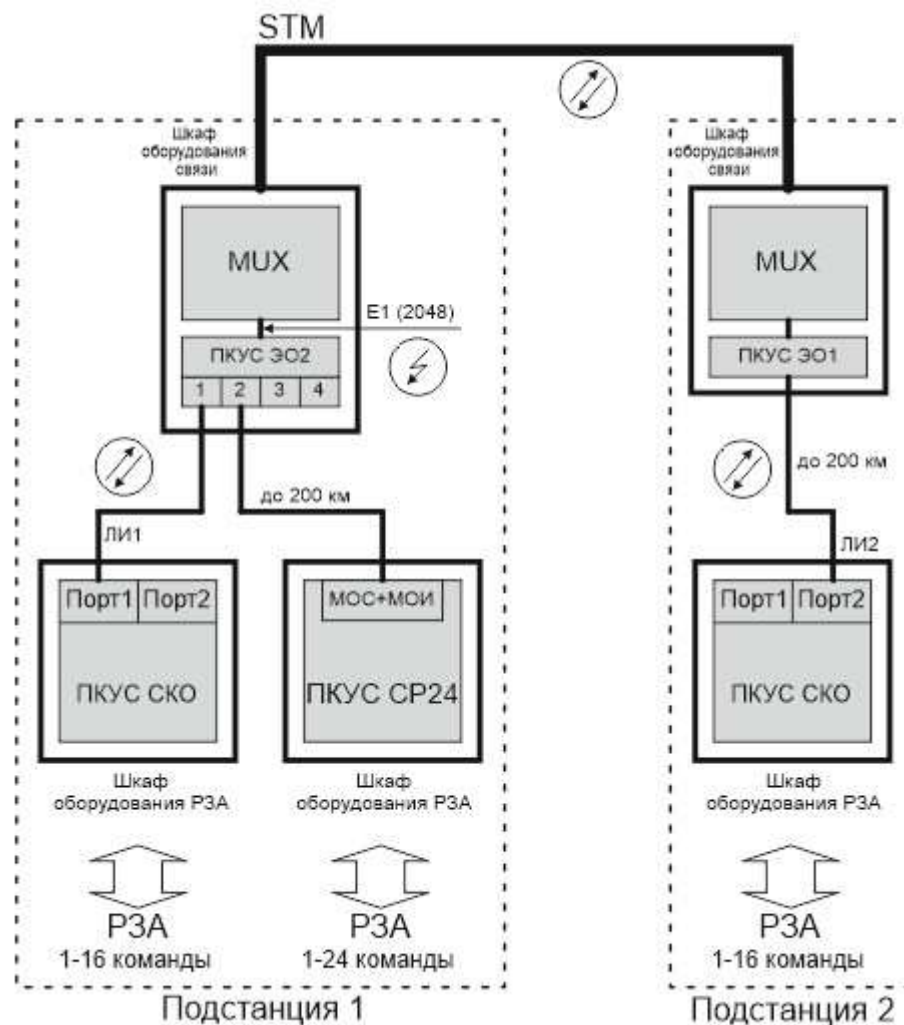 STM
Шкаф
оборудования
связи
MUX
E1 (2048)
ПКУС ЭО2
1 2 3 4
до 200 км
ЛИ1
Порт1 Порт2
ПКУС СКО
Шкаф
оборудования РЗА
РЗА
1-16 команды
МОС+МОИ
ПКУС СР24
Шкаф
оборудования РЗА
РЗА
1-24 команды
Подстанция 1
Шкаф
оборудования
связи
MUX
ПКУС ЭО1
до 200 км
ЛИ2
Порт1 Порт2
ПКУС СКО
Шкаф
оборудования РЗА
РЗА
1-16 команды
Подстанция 2